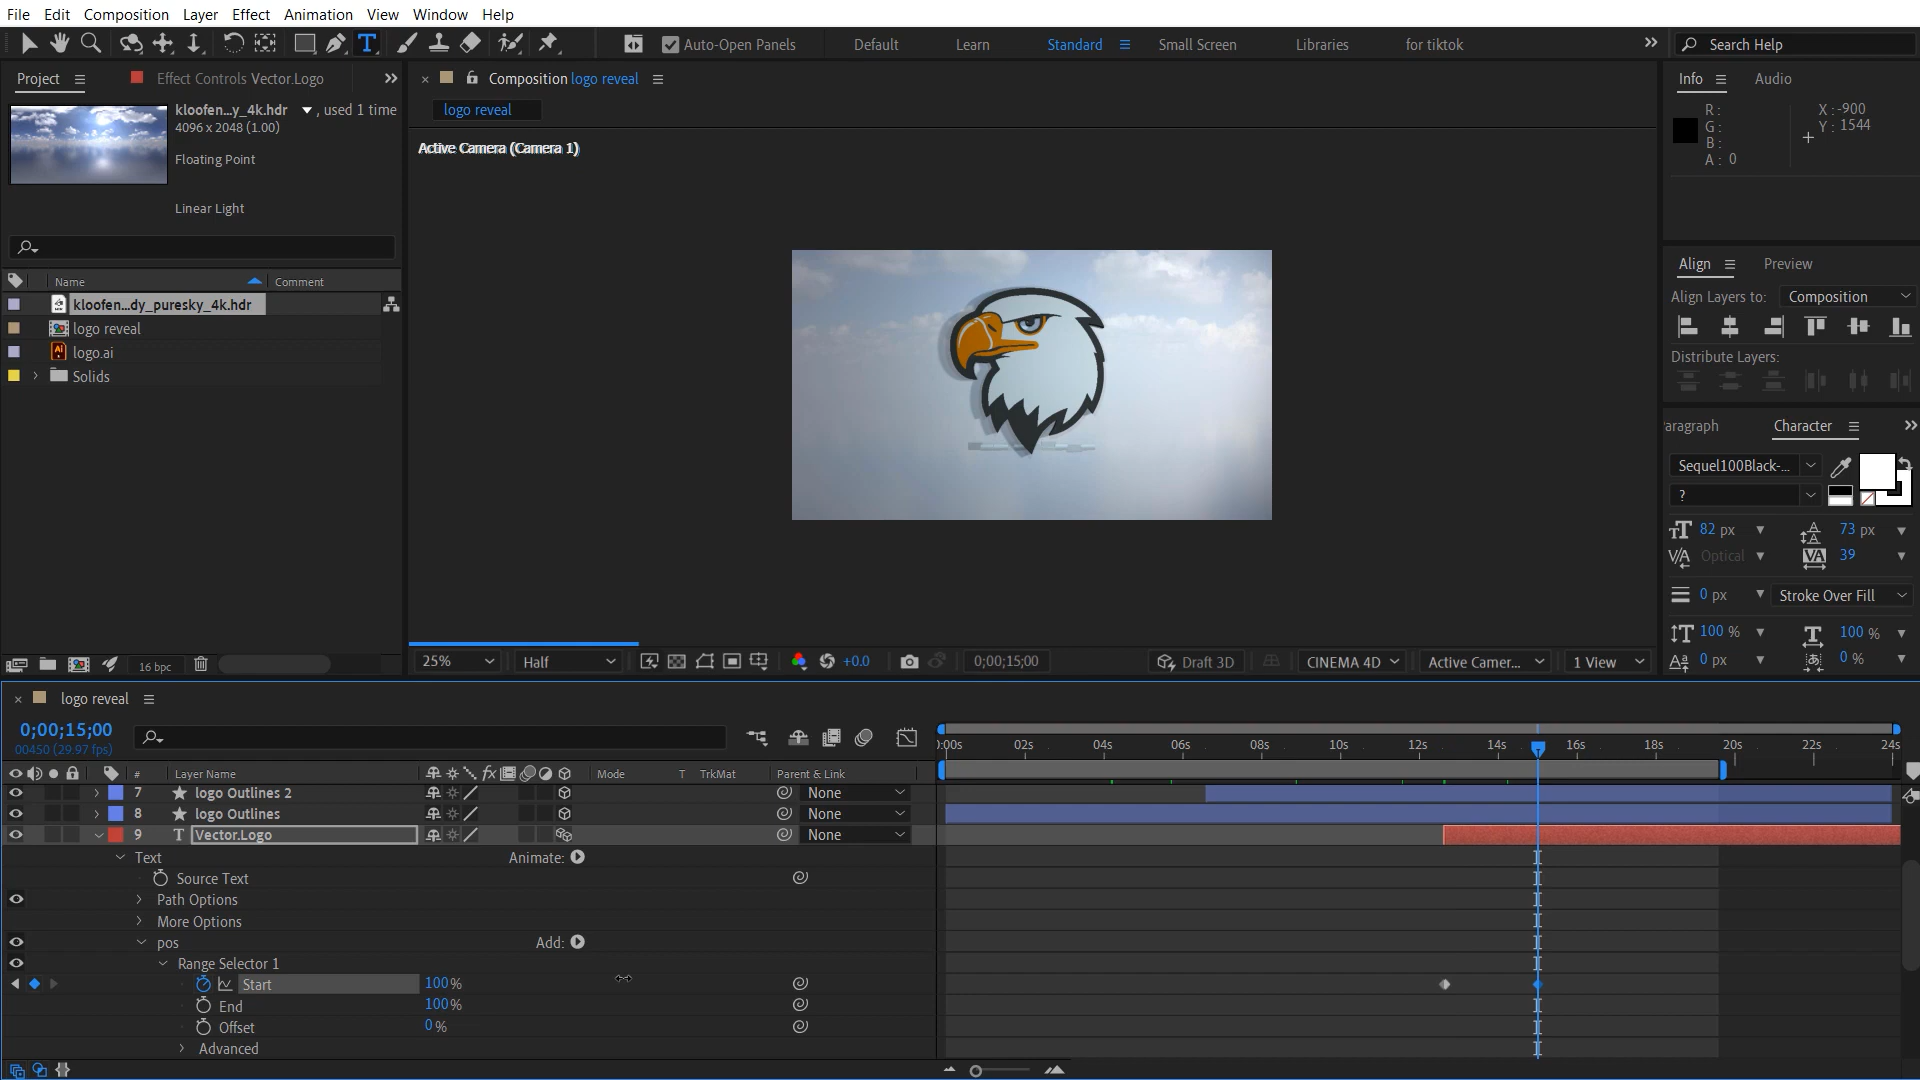 File Edit Composition Layer Effect Animation View Window Help
T Auto-Open Panels Default Learn Standard Small Screen Libraries for tiktok Search Help
Project Effect Controls Vector.Logo
Composition logo reveal
Info Audio
kloofen...y_4k.hdr , used 1 time
4096 x 2048 (1.00)
Floating Point
Linear Light
logo reveal
Active Camera (Camera 1)
R :
G :
B :
A : 0
X : -900
Y : 1544
Name Comment
kloofen...dy_puresky_4k.hdr
logo reveal
Ai logo.ai
Solids
Align Preview
Align Layers to: Composition
Distribute Layers:
aragraph Character
Sequel100Black-...
?
82 px 73 px
Optical 39
0 px Stroke Over Fill
100 % 100 %
0 px 0 %
16 bpc
25% Half +0.0 0;00;15;00 Draft 3D CINEMA 4D Active Camer... 1 View
logo reveal
0;00;15;00
00450 (29.97 fps)
):00s 02s 04s 06s 08s 10s 12s 14s 16s 18s 20s 22s 24s
# Layer Name fx Mode T TrkMat Parent & Link
7 logo Outlines 2 None
8 logo Outlines None
9 T Vector.Logo None
Text Animate:
Source Text
Path Options
More Options
pos Add:
Range Selector 1
Start 100%
End 100%
Offset 0%
Advanced